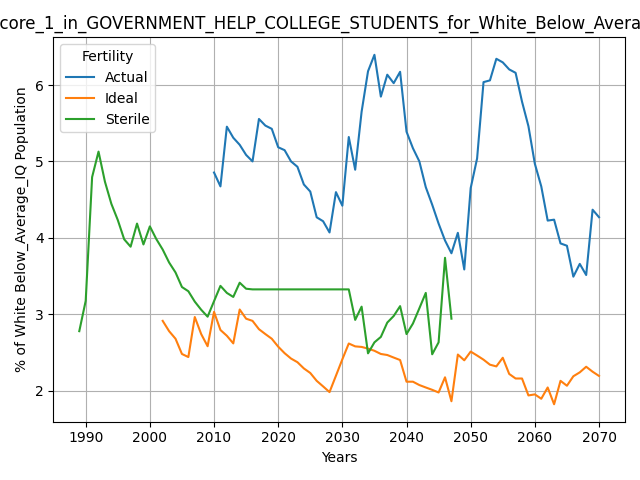 core_1_in_GOVERNMENT_HELP_COLLEGE_STUDENTS_for_White_Below_Avera
Fertility
Actual
Ideal
Sterile
% of White Below_Average_IQ Population
6
5
4
3
2
1990 2000 2010 2020 2030 2040 2050 2060 2070
Years